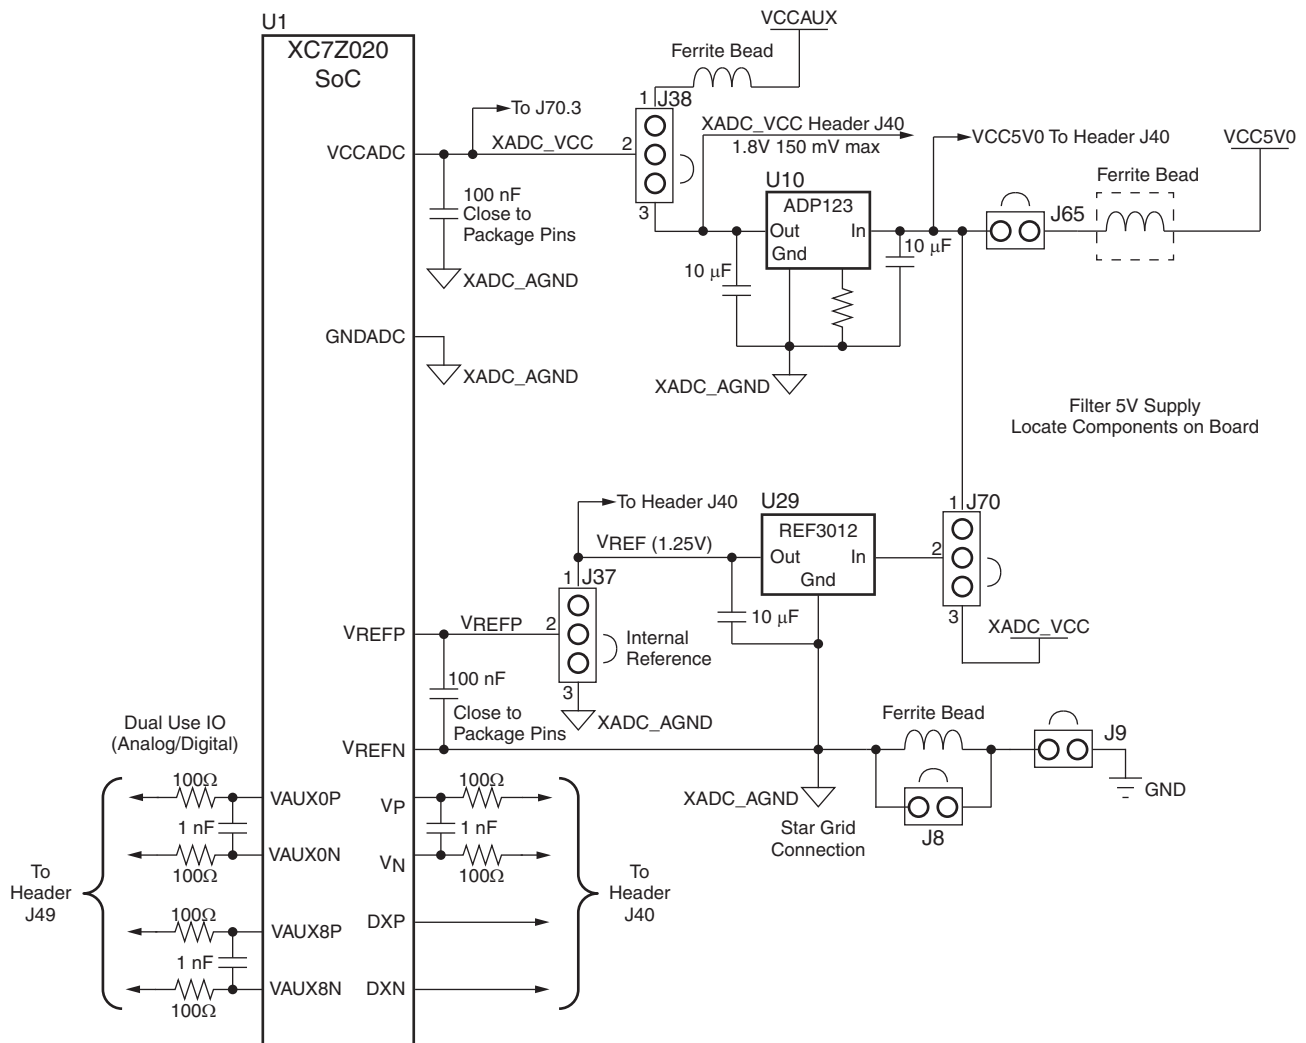 U1
XC7Z020
SoC
VCCADC
GNDADC
VREFP
VREFN
VP
VN
DXP
DXN
VAUX0P
VAUX0N
VAUX8P
VAUX8N
To J70.3
XADC_VCC
100 nF
Close to
Package Pins
XADC_AGND
XADC_AGND
VCCAUX
Ferrite Bead
1
J38
2
3
XADC_VCC Header J40
1.8V 150 mV max
U10
ADP123
Out
In
Gnd
10 µF
10 µF
XADC_AGND
VCC5V0 To Header J40
VCC5V0
Ferrite Bead
J65
Filter 5V Supply
Locate Components on Board
To Header J40
VREF (1.25V)
U29
REF3012
Out
In
Gnd
10 µF
1
J70
2
3
XADC_VCC
1
J37
2
3
VREFP
Internal
Reference
XADC_AGND
100 nF
Close to
Package Pins
Ferrite Bead
J9
GND
J8
XADC_AGND
Star Grid
Connection
Dual Use IO
(Analog/Digital)
100Ω
1 nF
100Ω
100Ω
1 nF
100Ω
To
Header
J49
100Ω
1 nF
100Ω
To
Header
J40